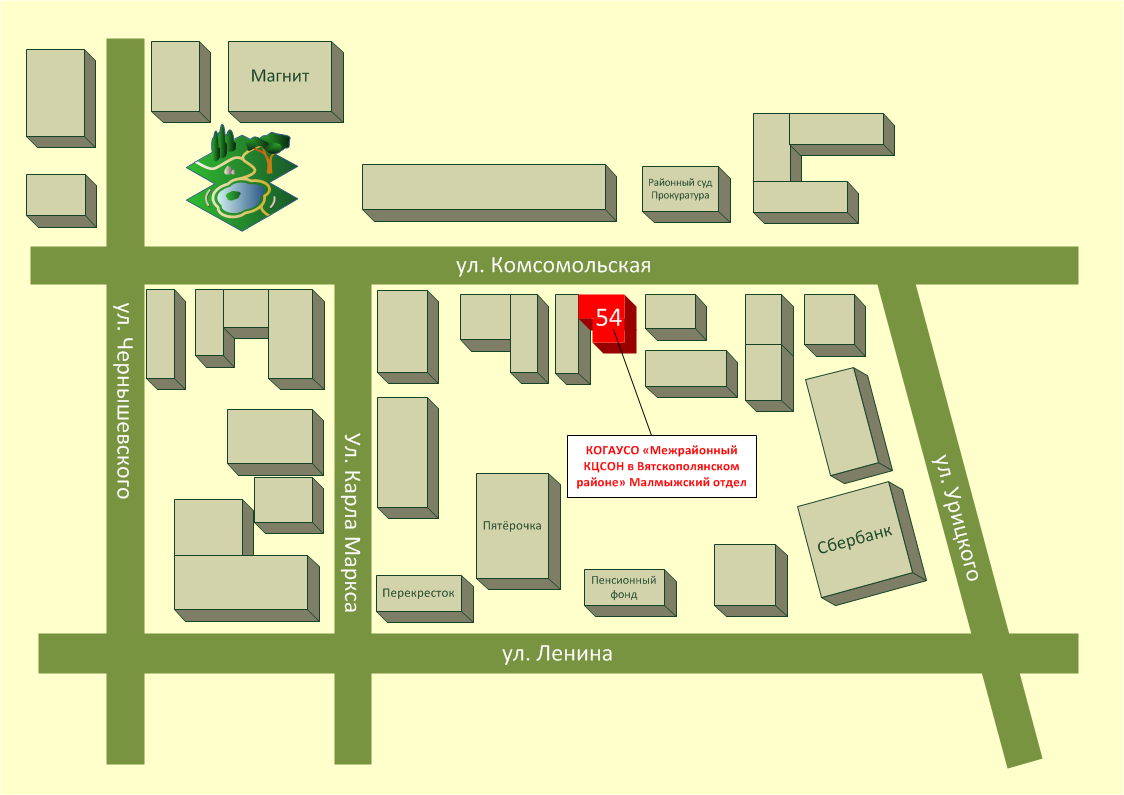 Магнит
Районный суд
Прокуратура
ул. Комсомольская
54
ул. Чернышевского
Ул. Карла Маркса
КОГАУСО «Межрайонный
КЦСОН в Вятскополянском
районе» Малмыжский отдел
ул. Урицкого
Пятёрочка
Сбербанк
Перекресток
Пенсионный
фонд
ул. Ленина